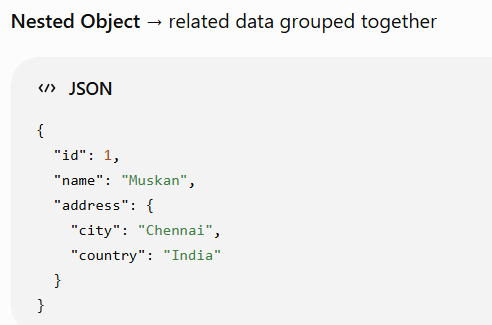 Nested Object → related data grouped together
</> JSON
{
  "id": 1,
  "name": "Muskan",
  "address": {
    "city": "Chennai",
    "country": "India"
  }
}